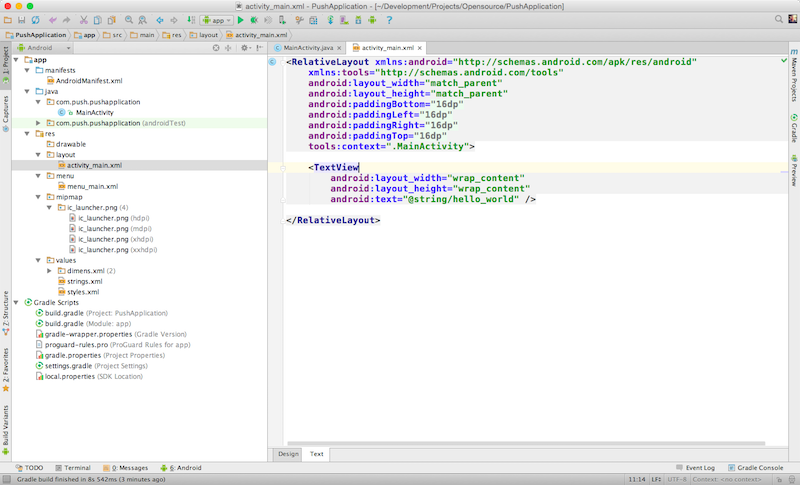 activity_main.xml - PushApplication - [~/Development/Projects/Opensource/PushApplication]
app
PushApplication app src main res layout activity_main.xml
Android
MainActivity.java activity_main.xml
1: Project
Captures
Z: Structure
2: Favorites
Build Variants
app
manifests
AndroidManifest.xml
java
com.push.pushapplication
MainActivity
com.push.pushapplication (androidTest)
res
drawable
layout
activity_main.xml
menu
menu_main.xml
mipmap
ic_launcher.png (4)
ic_launcher.png (hdpi)
ic_launcher.png (mdpi)
ic_launcher.png (xhdpi)
ic_launcher.png (xxhdpi)
values
dimens.xml (2)
strings.xml
styles.xml
Gradle Scripts
build.gradle (Project: PushApplication)
build.gradle (Module: app)
gradle-wrapper.properties (Gradle Version)
proguard-rules.pro (ProGuard Rules for app)
gradle.properties (Project Properties)
settings.gradle (Project Settings)
local.properties (SDK Location)
<RelativeLayout xmlns:android="http://schemas.android.com/apk/res/android"
xmlns:tools="http://schemas.android.com/tools"
android:layout_width="match_parent"
android:layout_height="match_parent"
android:paddingBottom="16dp"
android:paddingLeft="16dp"
android:paddingRight="16dp"
android:paddingTop="16dp"
tools:context=".MainActivity">
<TextView
android:layout_width="wrap_content"
android:layout_height="wrap_content"
android:text="@string/hello_world" />
</RelativeLayout>
m
Maven Projects
Gradle
Preview
Design Text
TODO Terminal 0: Messages 6: Android Event Log Gradle Console
Gradle build finished in 8s 542ms (3 minutes ago) 11:14 LF÷ UTF-8 Context: <no context>